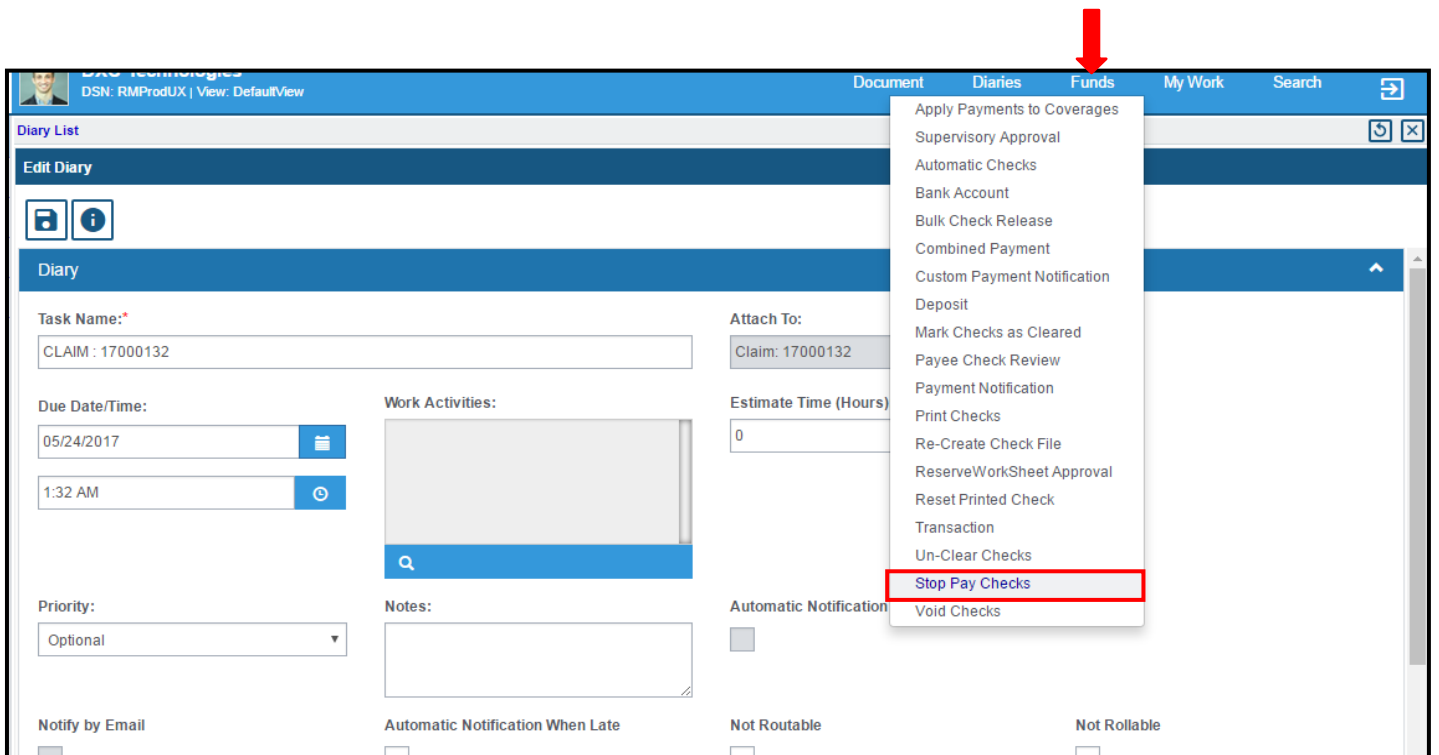 DXC Technologies
DSN: RMProdUX | View: DefaultView
Document Diaries Funds My Work Search
Diary List
Edit Diary
Apply Payments to Coverages
Supervisory Approval
Automatic Checks
Bank Account
Bulk Check Release
Combined Payment
Custom Payment Notification
Deposit
Mark Checks as Cleared
Payee Check Review
Payment Notification
Print Checks
Re-Create Check File
ReserveWorkSheet Approval
Reset Printed Check
Transaction
Un-Clear Checks
Stop Pay Checks
Void Checks
Diary
Task Name:*
CLAIM : 17000132
Attach To:
Claim: 17000132
Due Date/Time:
05/24/2017
1:32 AM
Work Activities:
Estimate Time (Hours)
0
Priority:
Optional
Notes:
Automatic Notification
Notify by Email
Automatic Notification When Late
Not Routable
Not Rollable